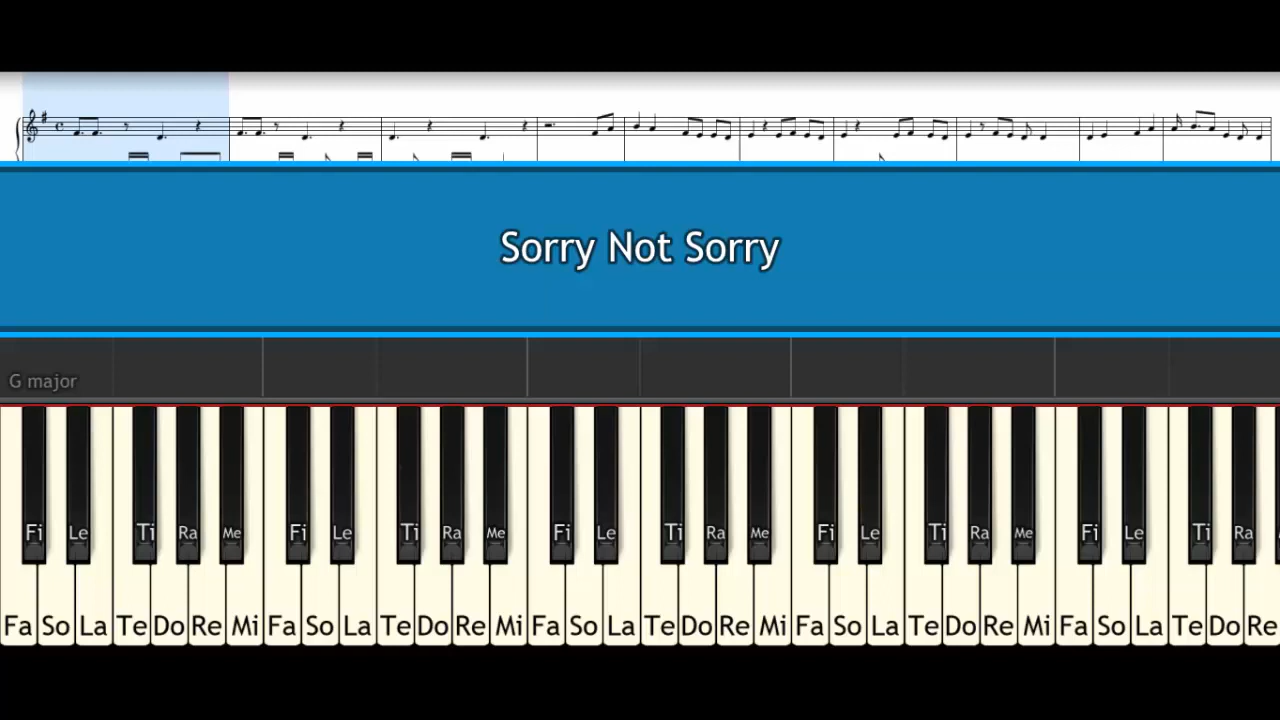 Sorry Not Sorry
G major
Fi Le Ti Ra Me Fi Le Ti Ra Me Fi Le Ti Ra Me Fi Le Ti Ra Me Fi Le Ti Ra
Fa So La Te Do Re Mi Fa So La Te Do Re Mi Fa So La Te Do Re Mi Fa So La Te Do Re Mi Fa So La Te Do Re